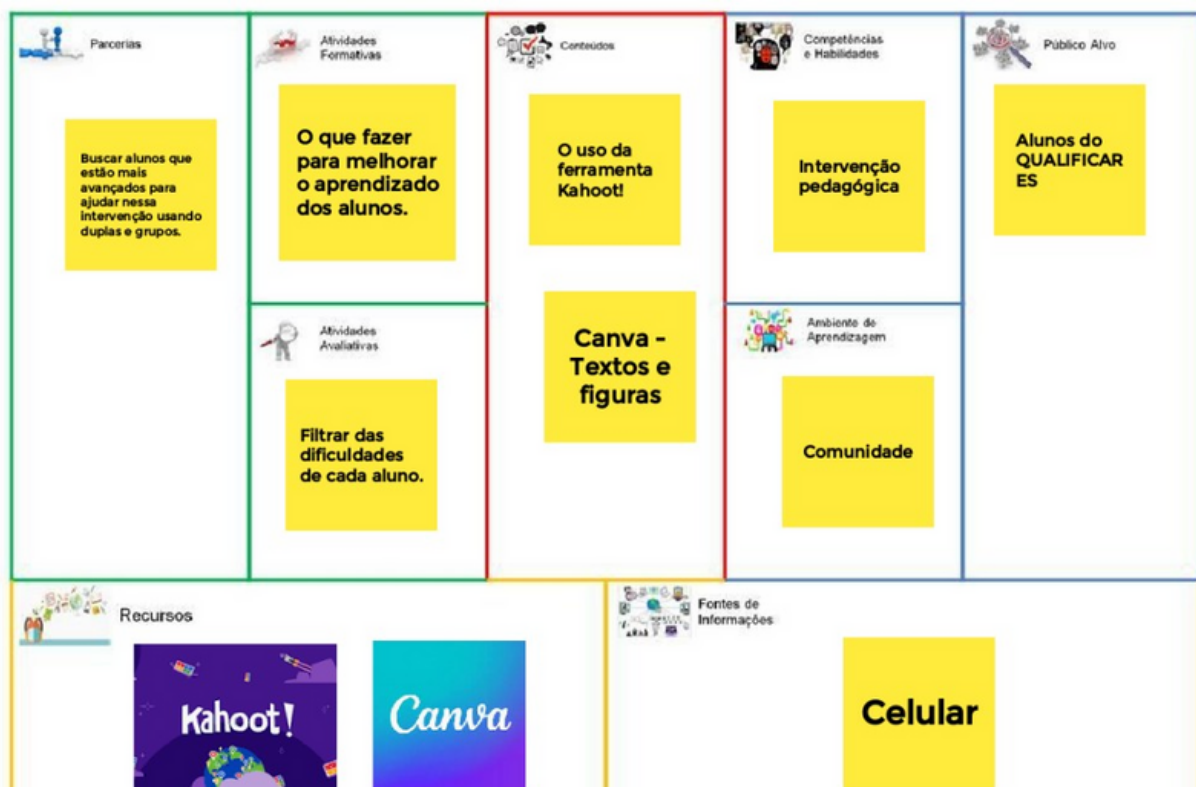 Parcerias
Buscar alunos que
estão mais
avançados para
ajudar nessa
intervenção usando
duplas e grupos.
Atividades
Formativas
O que fazer
para melhorar
o aprendizado
dos alunos.
Atividades
Avaliativas
Filtrar das
dificuldades
de cada aluno.
Conteúdos
O uso da
ferramenta
Kahoot!
Canva -
Textos e
figuras
Competências
e Habilidades
Intervenção
pedagógica
Ambiente de
Aprendizagem
Comunidade
Público Alvo
Alunos do
QUALIFICAR
ES
Recursos
Kahoot!
Canva
Fontes de
Informações
Celular